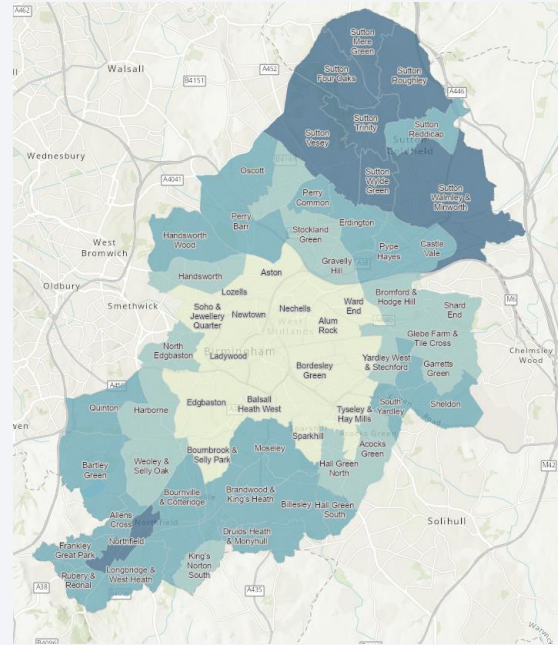 A462
Walsall
A452
B4151
Sutton
Mere
Green
Sutton
Four Oaks
Sutton
Roughley
A446
Sutton
Trinity
Sutton
Reddicap
Sutton
Vesey
Wednesbury
A4041
Oscott
Sutton
Wylde
Green
Sutton
Walmley &
Minworth
Perry
Common
Perry
Barr
Erdington
Stockland
Green
Handsworth
Wood
Pype
Hayes
Castle
Vale
West
Bromwich
Gravelly
Hill
Handsworth
Aston
Oldbury
Smethwick
Lozells
Bromford &
Hodge Hill
M6
Soho &
Jewellery
Quarter
Newtown
Nechells
Ward
End
Shard
End
West
Midlands
Alum
Rock
Glebe Farm &
Tile Cross
North
Edgbaston
Birmingham
Ladywood
Yardley West
& Stechford
Chelmsley
Wood
Bordesley
Green
Garretts
Green
Quinton
Harborne
Edgbaston
Balsall
Heath West
Tyseley &
Hay Mills
South
Yardley
Sheldon
Sparkhill
Acocks
Green
Bartley
Green
Weoley &
Selly Oak
Bournbrook &
Selly Park
Moseley
Hall Green
North
M42
Bournville
& Cotteridge
Brandwood &
King's Heath
Billesley
Hall Green
South
Solihull
Allens
Cross
Northfield
Druids Heath
& Monyhull
Frankley
Great Park
Longbridge &
West Heath
King's
Norton
South
Rubery &
Rednal
A38
A435
B4096